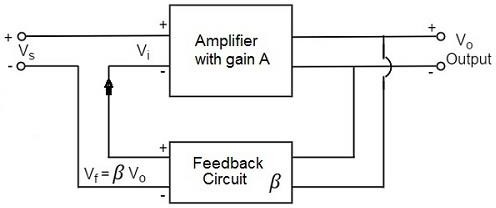 +
+
+
Vs
Vi
Amplifier
with gain A
Vo
-
-
-
Output
+
Feedback
Circuit
β
Vf = β Vo
-